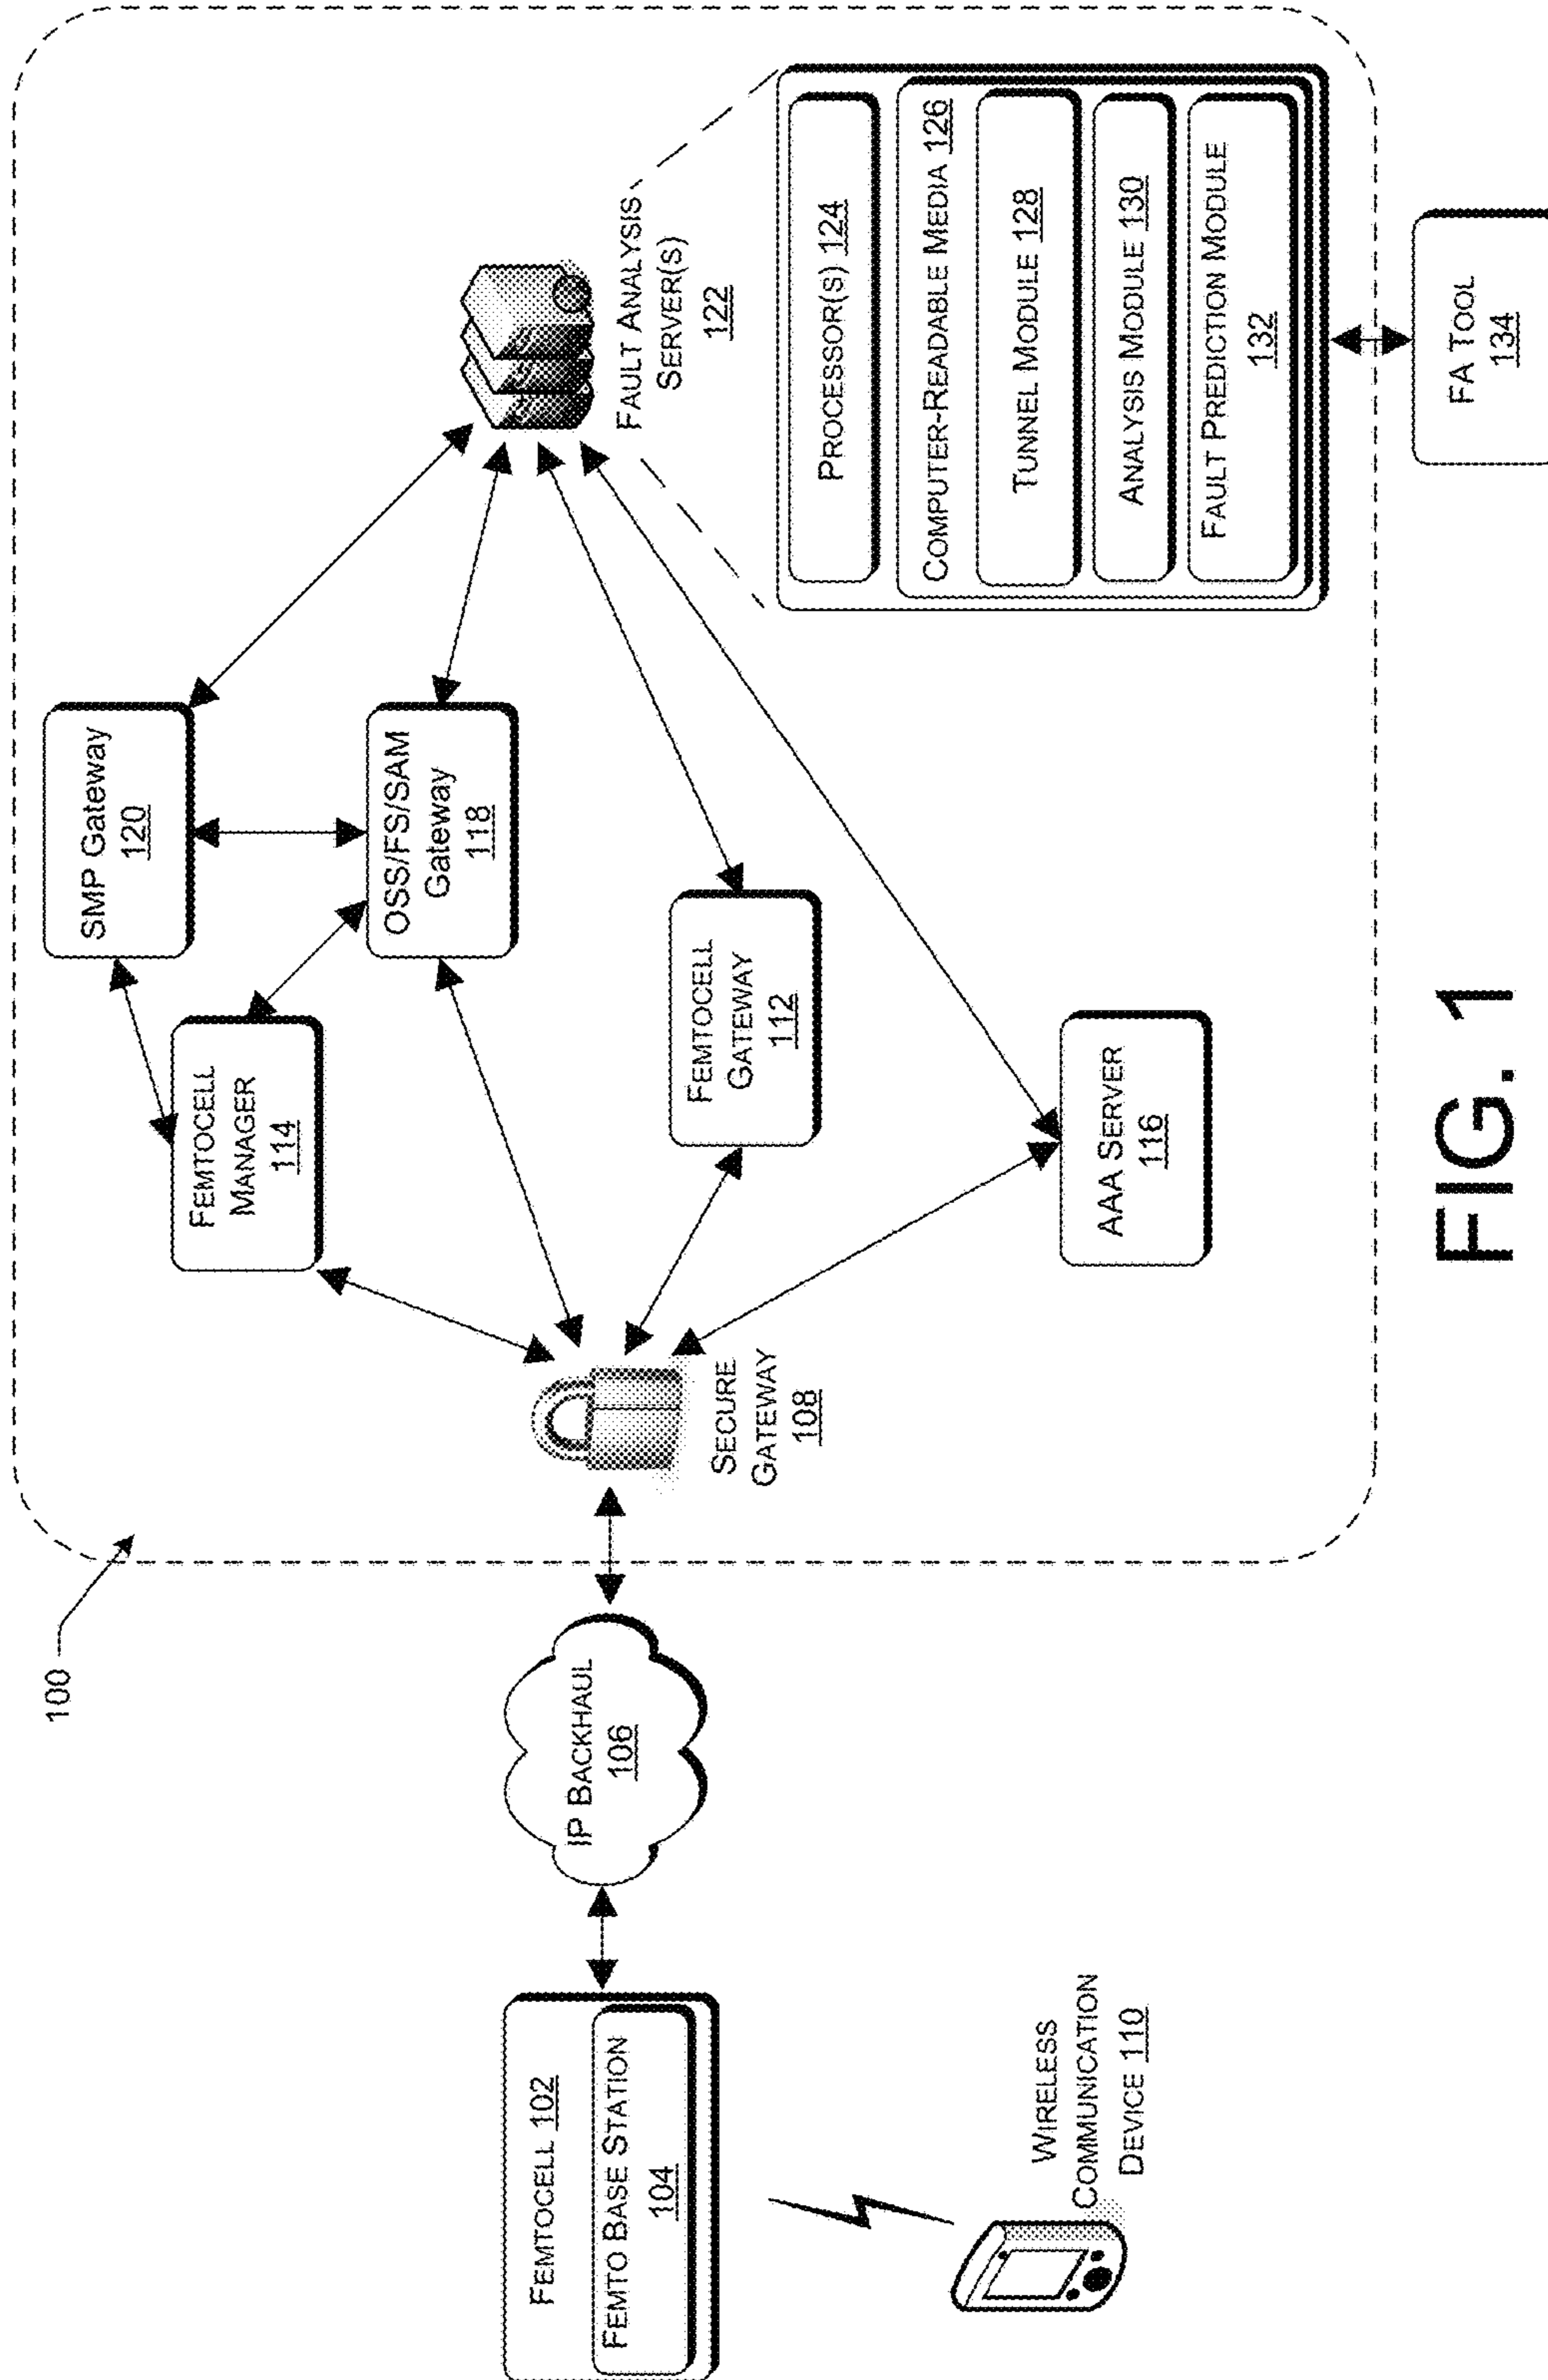 100
FEMTOCELL 102
FEMTO BASE STATION
104
IP BACKHAUL
106
WIRELESS
COMMUNICATION
DEVICE 110
SECURE
GATEWAY
108
FEMTOCELL
MANAGER
114
SMP Gateway
120
OSS/FS/SAM
Gateway
118
FEMTOCELL
GATEWAY
112
AAA SERVER
116
FAULT ANALYSIS
SERVER(S)
122
PROCESSOR(S) 124
COMPUTER-READABLE MEDIA 126
TUNNEL MODULE 128
ANALYSIS MODULE 130
FAULT PREDICTION MODULE
132
FA TOOL
134
FIG. 1